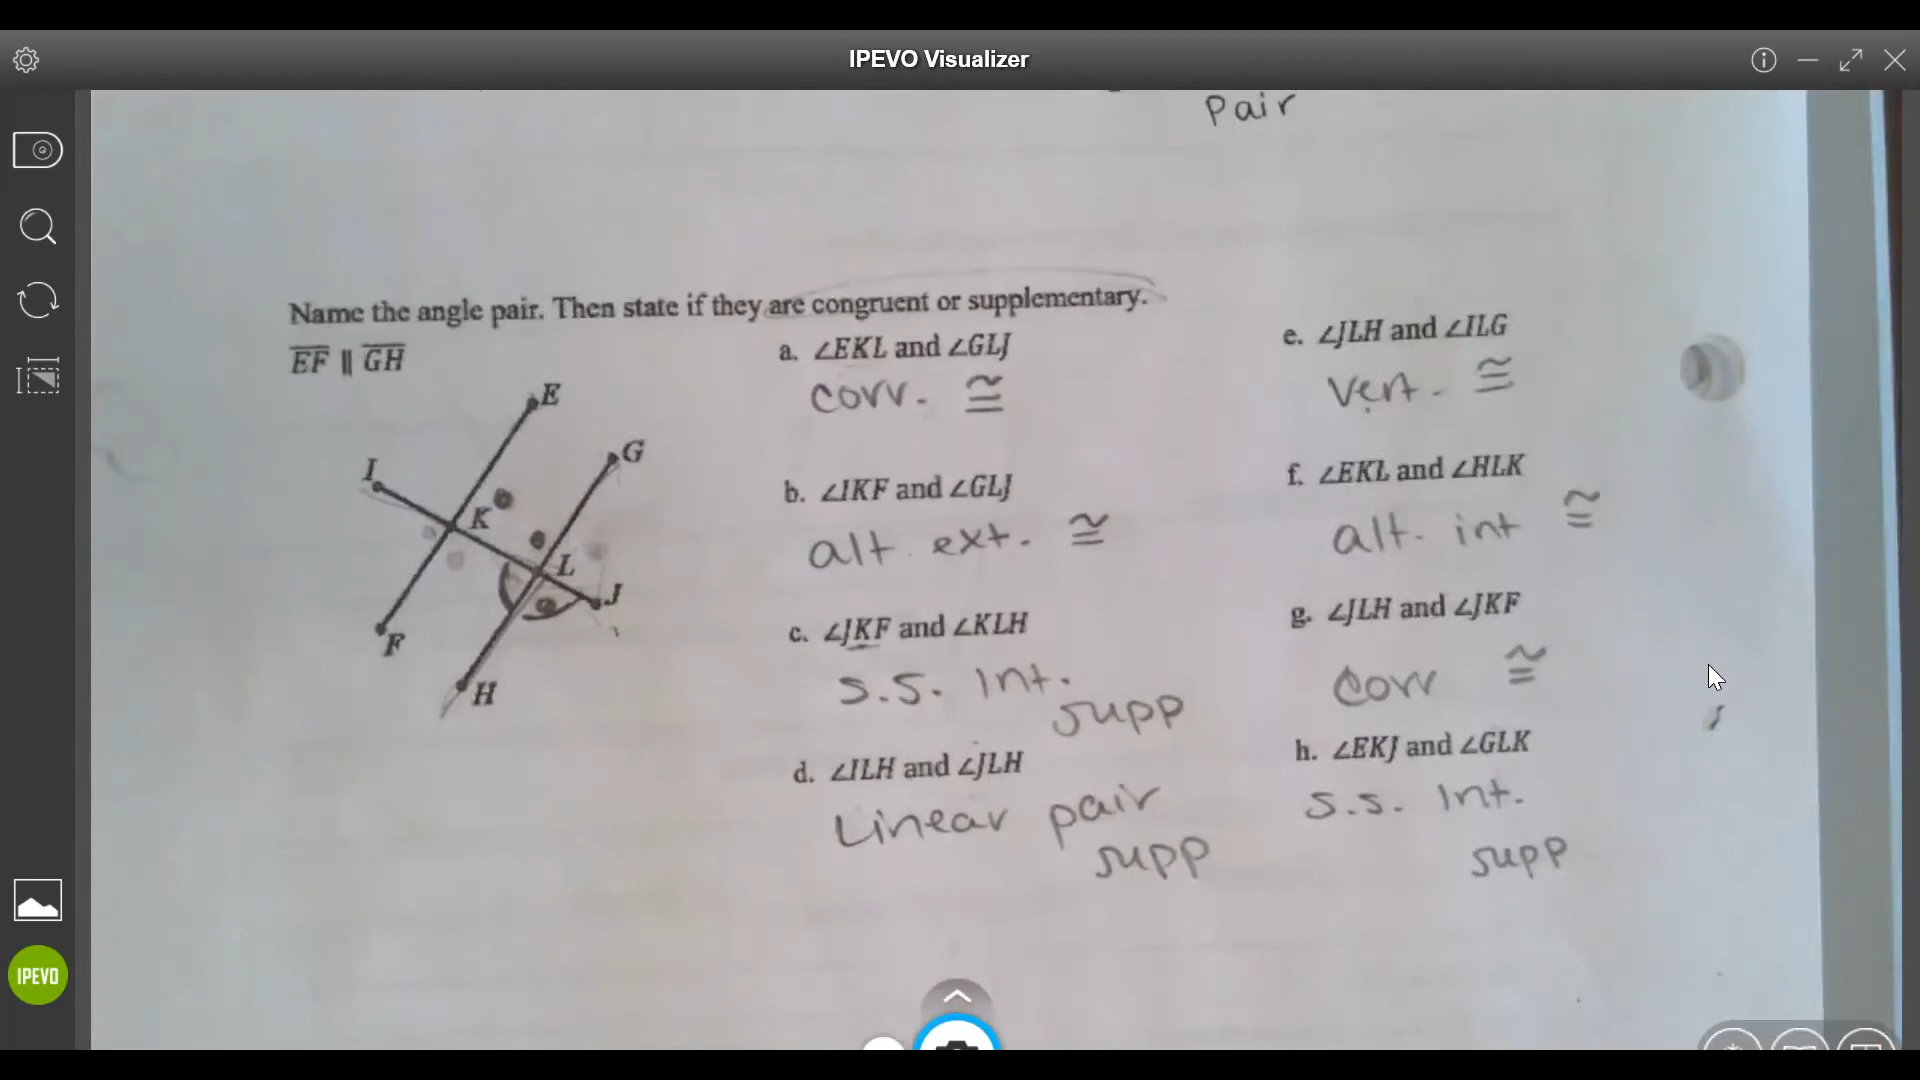 IPEVO Visualizer
Pair
Name the angle pair. Then state if they are congruent or supplementary.
EF ∥ GH
E
G
I
K
L
J
F
H
a. ∠EKL and ∠GLJ
corr. ≅
b. ∠IKF and ∠GLJ
alt. ext. ≅
c. ∠JKF and ∠KLH
s.s. Int.
supp
d. ∠ILH and ∠JLH
Linear pair
supp
e. ∠JLH and ∠ILG
Vert. ≅
f. ∠EKL and ∠HLK
alt. int ≅
g. ∠JLH and ∠JKF
Corr ≅
h. ∠EKJ and ∠GLK
s.s. Int.
supp
IPEVO